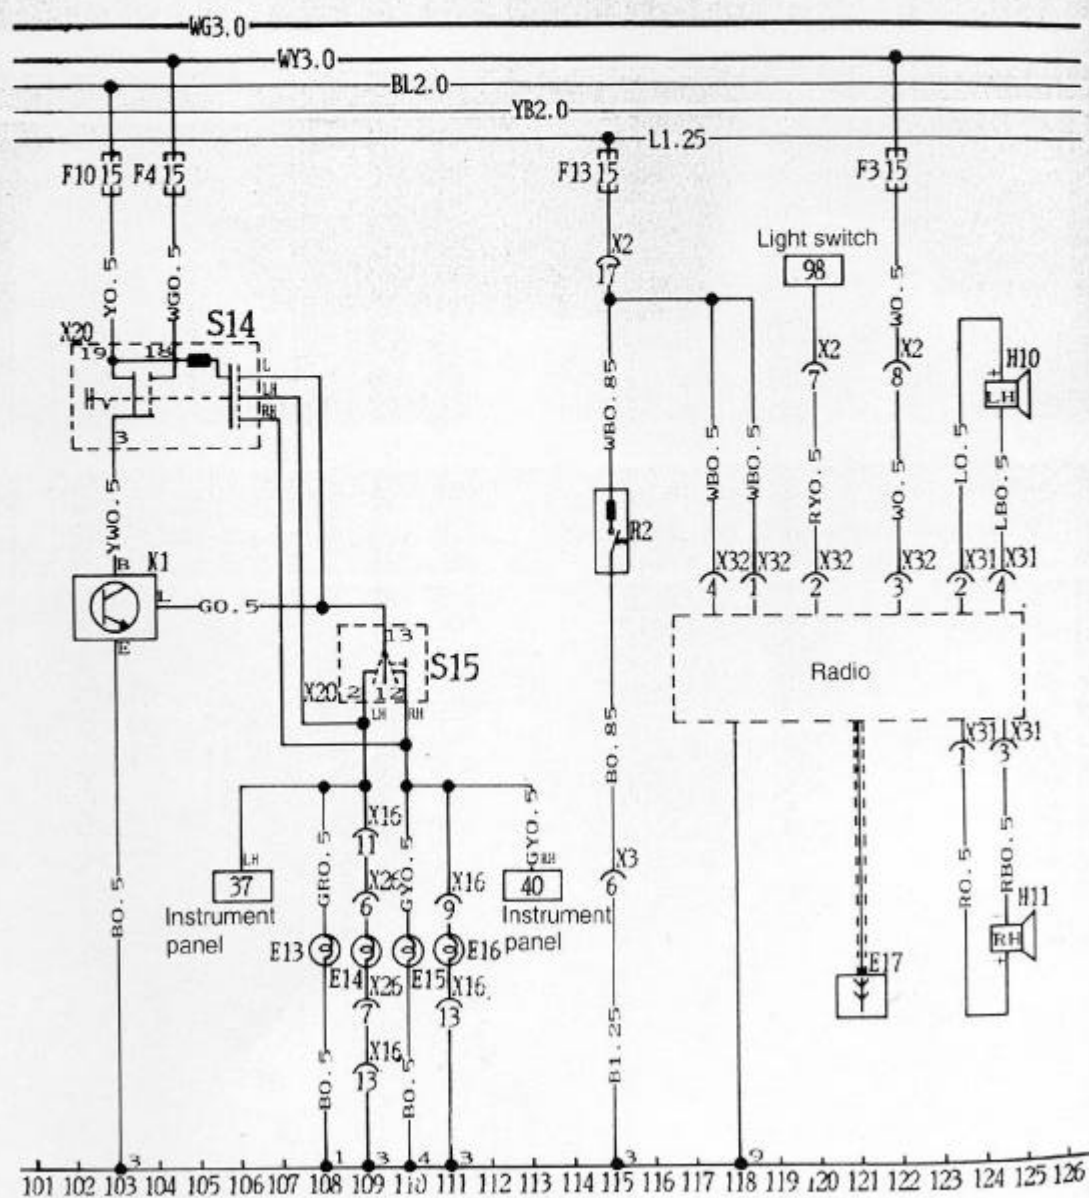 WG3.0
WY3.0
BL2.0
YB2.0
L1.25
F10 15 F4 15
F13 15
F3 15
X2
17
Light switch
98
YO.5
WGO.5
WO.5
X20
S14
19
18
L
LH
RH
3
X2
7
X2
8
H10
+
LH
WBO.85
WBO.5
WBO.5
RYO.5
WO.5
LO.5
LBO.5
YWO.5
B
X1
L
E
GO.5
R2
X32
4
X32
1
X32
2
X32
3
X31
2
X31
4
13
S15
X20
2
1
12
LH
RH
Radio
BO.85
X31
1
X31
3
X16
11
LH
37
Instrument
panel
GRO.5
X26
6
GYO.5
X16
9
GYO.5
RH
40
Instrument
panel
X3
6
BO.5
RO.5
RBO.5
H11
RH
+
E13
E14
E15
E16
E17
X26
7
X16
13
X16
13
BO.5
BO.5
B1.25
3
1
3
4
3
3
9
101 102 103 104 105 106 107 108 109 110 111 112 113 114 115 116 117 118 119 120 121 122 123 124 125 126